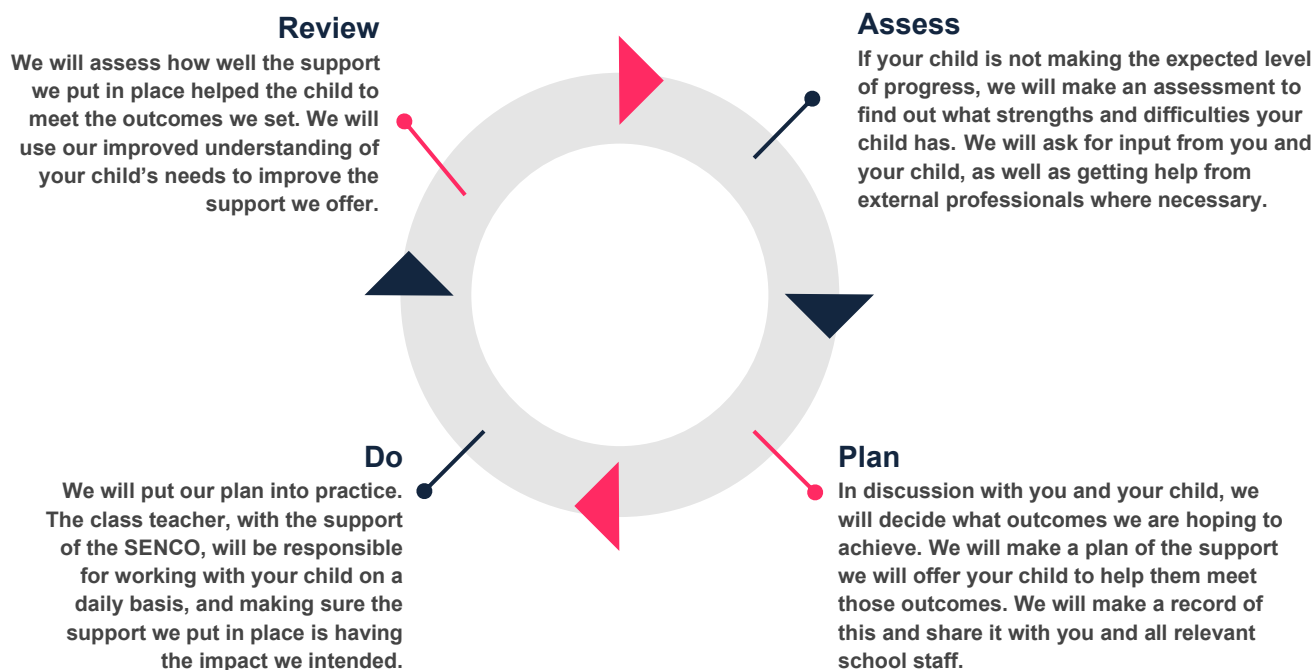 Review
We will assess how well the support
we put in place helped the child to
meet the outcomes we set. We will
use our improved understanding of
your child’s needs to improve the
support we offer.
Assess
If your child is not making the expected level
of progress, we will make an assessment to
find out what strengths and difficulties your
child has. We will ask for input from you and
your child, as well as getting help from
external professionals where necessary.
Do
We will put our plan into practice.
The class teacher, with the support
of the SENCO, will be responsible
for working with your child on a
daily basis, and making sure the
support we put in place is having
the impact we intended.
Plan
In discussion with you and your child, we
will decide what outcomes we are hoping to
achieve. We will make a plan of the support
we will offer your child to help them meet
those outcomes. We will make a record of
this and share it with you and all relevant
school staff.